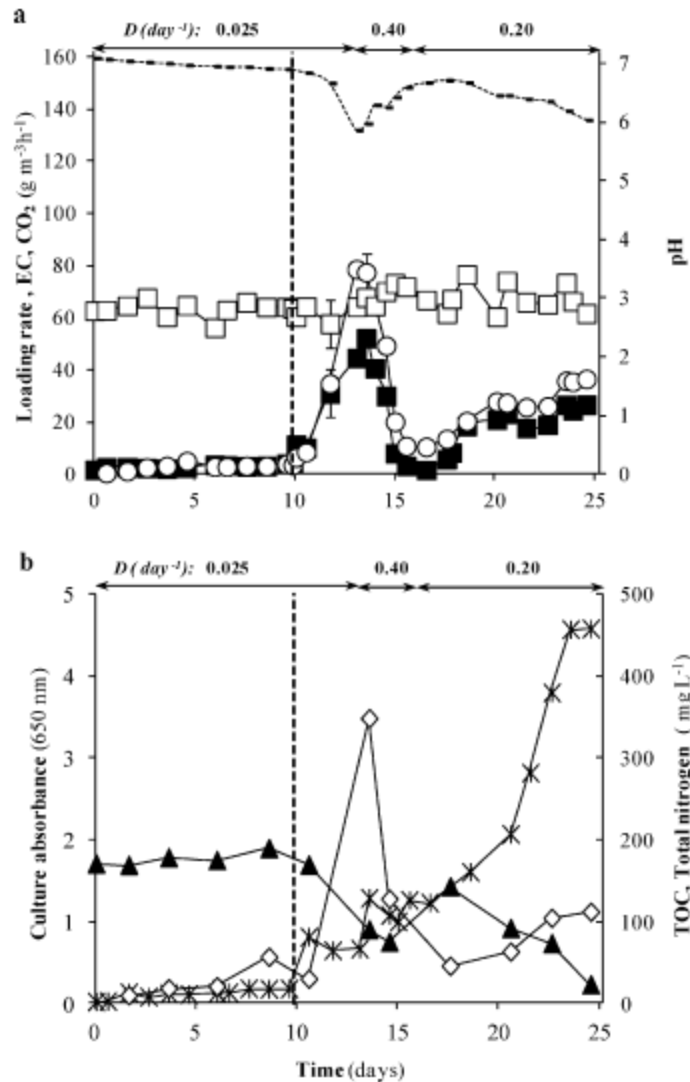 a
D (day -1): 0.025 0.40 0.20
160
140
120
100
80
60
40
20
0
7
6
5
4
3
2
1
0
0 5 10 15 20 25
Loading rate , EC, CO₂ (g m⁻³h⁻¹)
pH
b
D ( day⁻¹): 0.025 0.40 0.20
5
4
3
2
1
0
500
400
300
200
100
0
0 5 10 15 20 25
Culture absorbance (650 nm)
TOC, Total nitrogen ( mg L⁻¹)
Time (days)